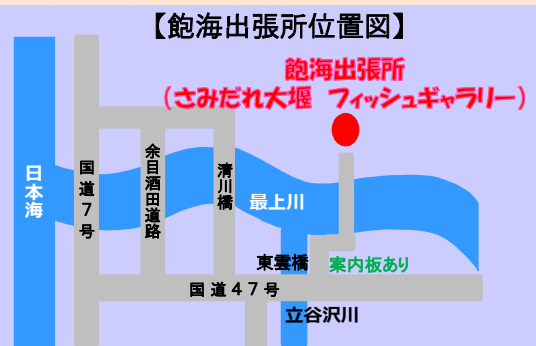 【飽海出張所位置図】
飽海出張所
（さみだれ大堰　フィッシュギャラリー）
日本海
国道７号
余目酒田道路
清川橋
最上川
東雲橋
案内板あり
国道４７号
立谷沢川